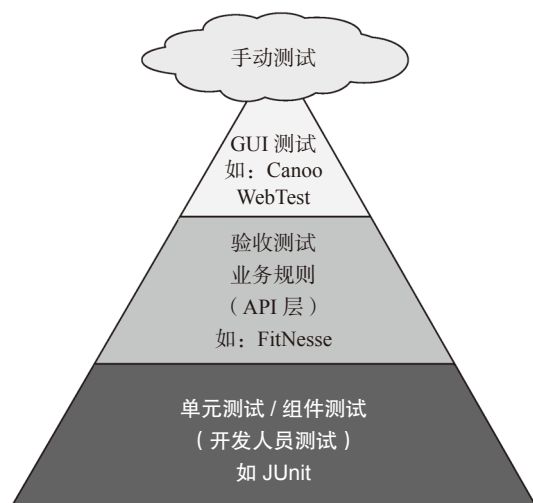 手动测试
GUI 测试
如：Canoo
WebTest
验收测试
业务规则
（API 层）
如：FitNesse
单元测试 / 组件测试
（开发人员测试）
如 JUnit